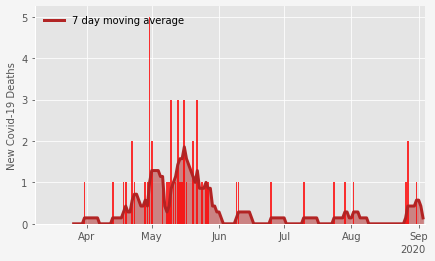 7 day moving average
New Covid-19 Deaths
5
4
3
2
1
0
Apr
May
Jun
Jul
Aug
Sep
2020